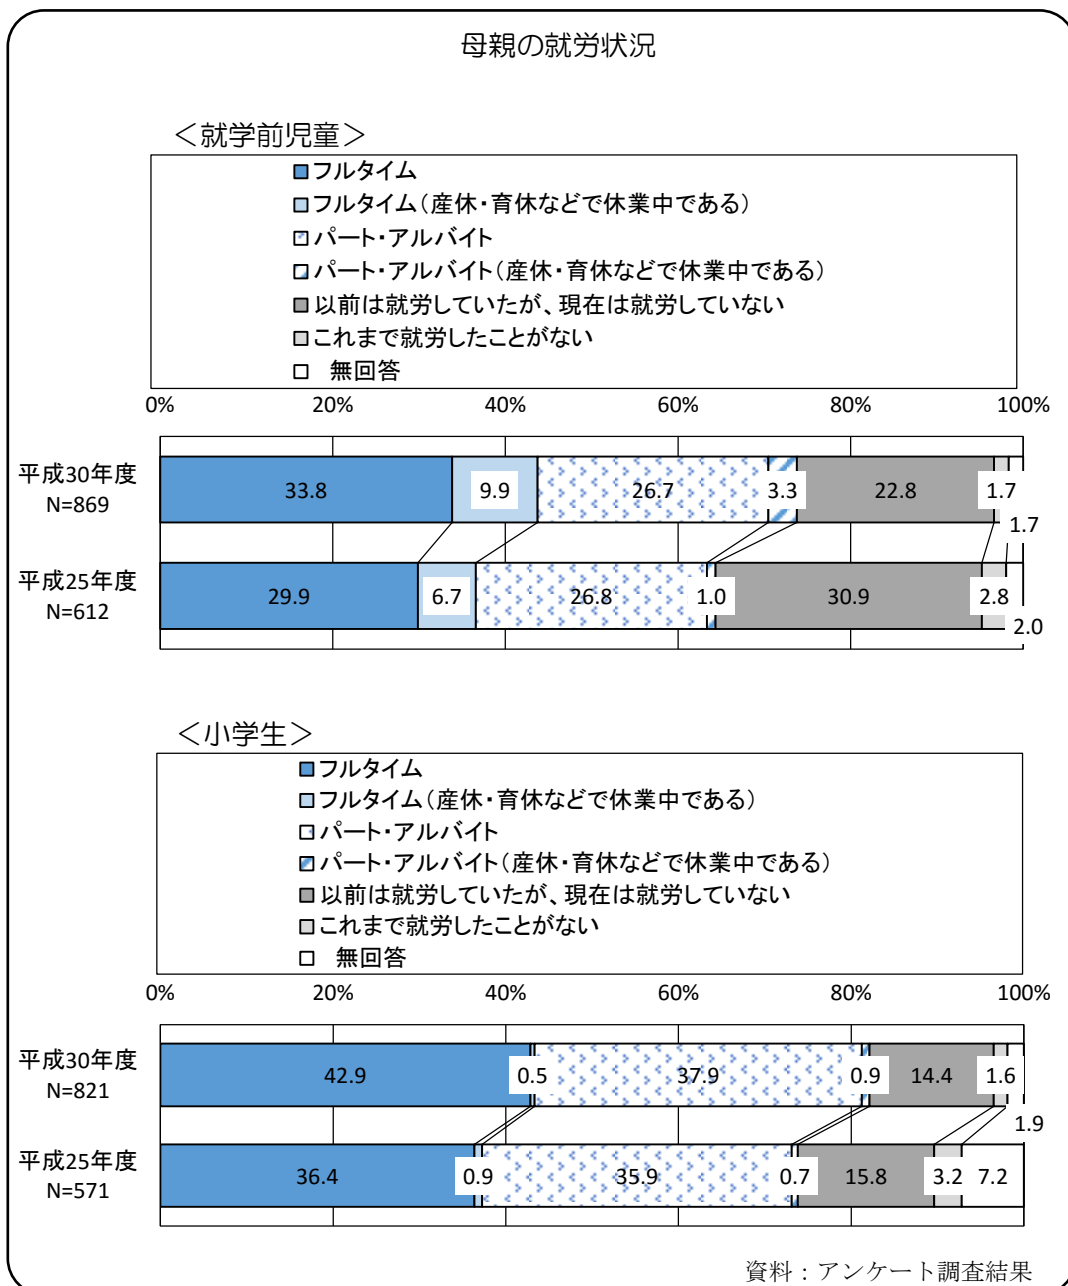 母親の就労状況
＜就学前児童＞
フルタイム
フルタイム（産休・育休などで休業中である）
パート・アルバイト
パート・アルバイト（産休・育休などで休業中である）
以前は就労していたが、現在は就労していない
これまで就労したことがない
無回答
0% 20% 40% 60% 80% 100%
平成30年度
N=869
33.8 9.9 26.7 3.3 22.8 1.7
1.7
平成25年度
N=612
29.9 6.7 26.8 1.0 30.9 2.8
2.0
＜小学生＞
フルタイム
フルタイム（産休・育休などで休業中である）
パート・アルバイト
パート・アルバイト（産休・育休などで休業中である）
以前は就労していたが、現在は就労していない
これまで就労したことがない
無回答
0% 20% 40% 60% 80% 100%
平成30年度
N=821
42.9 0.5 37.9 0.9 14.4 1.6
1.9
平成25年度
N=571
36.4 0.9 35.9 0.7 15.8 3.2 7.2
資料：アンケート調査結果